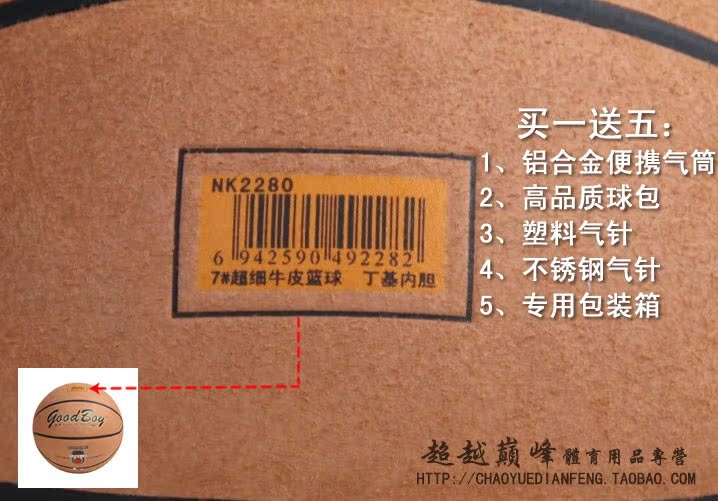 买一送五：
1、铝合金便携气筒
2、高品质球包
3、塑料气针
4、不锈钢气针
5、专用包装箱
NK2280
6 942590 492282
7#超细牛皮篮球 丁基内胆
GoodBoy
超越巅峰 體育用品專營
HTTP://CHAOYUEDIANFENG.TAOBAO.COM